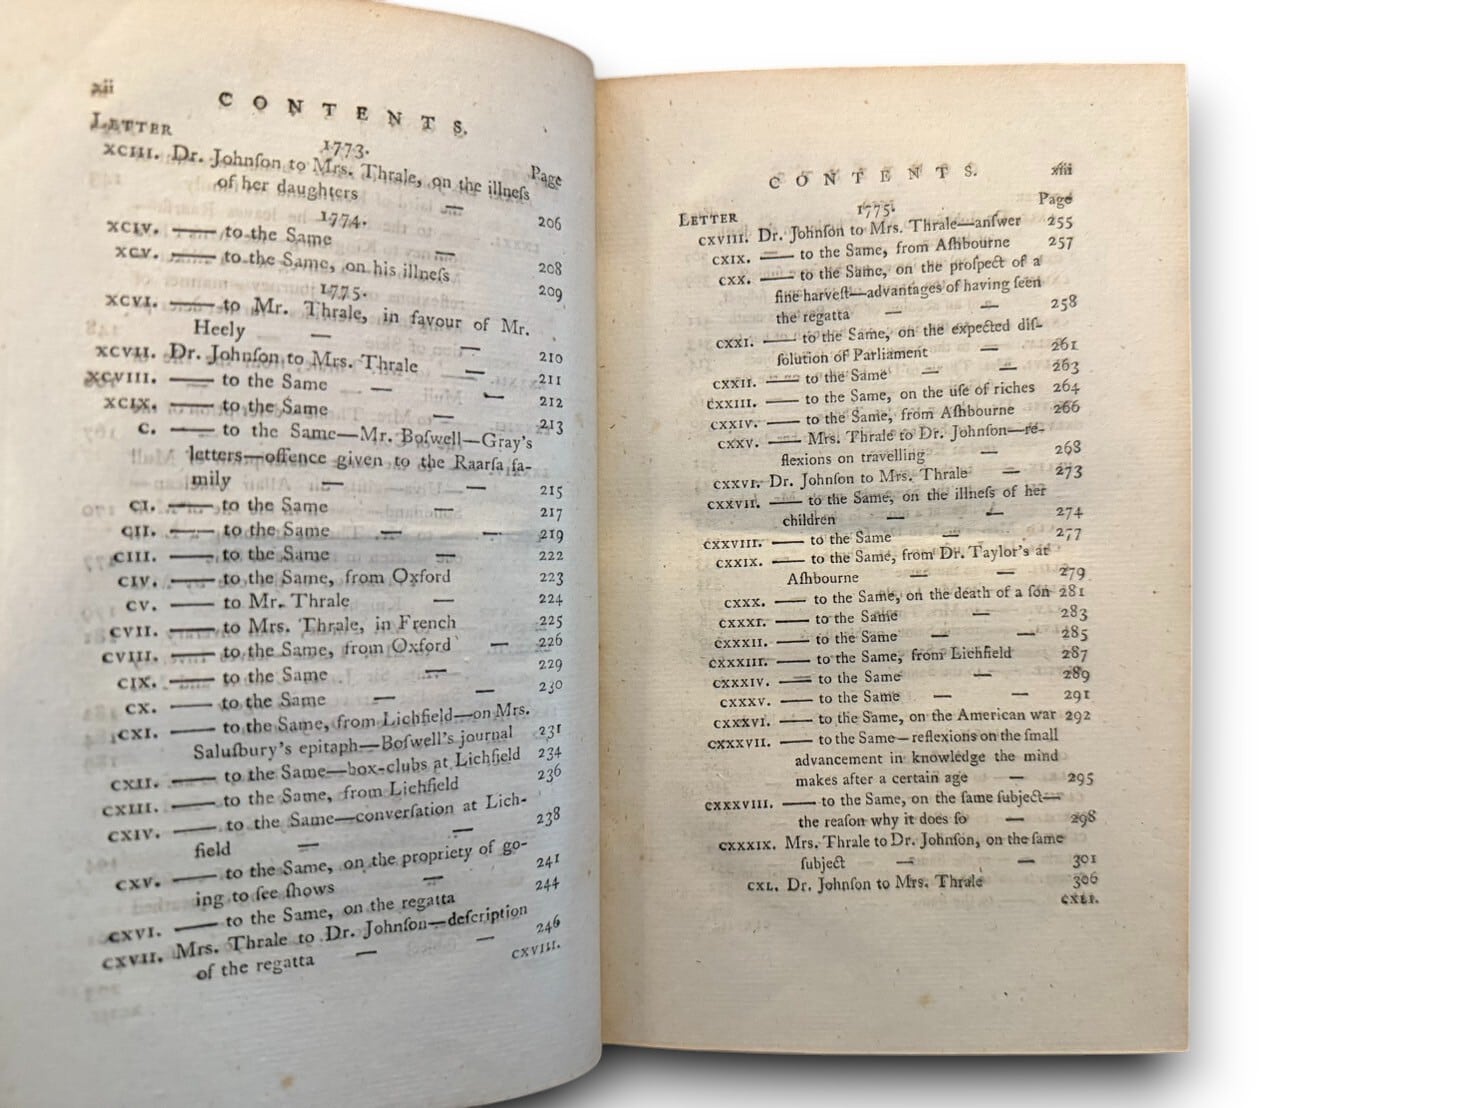 xii
CONTENTS.
LETTER
1773.
Page
XCIII. Dr. Johnſon to Mrs. Thrale, on the illneſs
of her daughters — 206
1774.
XCIV. —— to the Same — 208
XCV. —— to the Same, on his illneſs 209
1775.
XCVI. —— to Mr. Thrale, in favour of Mr.
Heely — — 210
XCVII. Dr. Johnſon to Mrs. Thrale — 211
XCVIII. —— to the Same — — 212
XCIX. —— to the Same — 213
C. —— to the Same—Mr. Boſwell—Gray's
letters—offence given to the Raarſa fa-
mily — — 215
CI. —— to the Same 217
CII. —— to the Same — — 219
CIII. —— to the Same — 222
CIV. —— to the Same, from Oxford 223
CV. —— to Mr. Thrale — 224
CVII. —— to Mrs. Thrale, in French 225
CVIII. —— to the Same, from Oxford — 226
CIX. —— to the Same — 229
CX. —— to the Same — — 230
CXI. —— to the Same, from Lichfield—on Mrs.
Saluſbury's epitaph—Boſwell's journal 231
CXII. —— to the Same—box-clubs at Lichfield 234
CXIII. —— to the Same, from Lichfield 236
CXIV. —— to the Same—converſation at Lich-
field — — 238
CXV. —— to the Same, on the propriety of go-
ing to ſee ſhows — 241
CXVI. —— to the Same, on the regatta 244
CXVII. Mrs. Thrale to Dr. Johnſon—deſcription
of the regatta — — 246
CXVIII.
CONTENTS.
xiii
LETTER
1775.
Page
CXVIII. Dr. Johnſon to Mrs. Thrale—anſwer 255
CXIX. —— to the Same, from Aſhbourne 257
CXX. —— to the Same, on the proſpect of a
fine harveſt—advantages of having ſeen
the regatta — — 258
CXXI. —— to the Same, on the expected diſ-
ſolution of Parliament — 261
CXXII. —— to the Same — — 263
CXXIII. —— to the Same, on the uſe of riches 264
CXXIV. —— to the Same, from Aſhbourne 266
CXXV. —— Mrs. Thrale to Dr. Johnſon—re-
flexions on travelling — 268
CXXVI. Dr. Johnſon to Mrs. Thrale — 273
CXXVII. —— to the Same, on the illneſs of her
children — — 274
CXXVIII. —— to the Same — 277
CXXIX. —— to the Same, from Dr. Taylor's at
Aſhbourne — — 279
CXXX. —— to the Same, on the death of a ſon 281
CXXXI. —— to the Same — 283
CXXXII. —— to the Same — — 285
CXXXIII. —— to the Same, from Lichfield 287
CXXXIV. —— to the Same — 289
CXXXV. —— to the Same — — 291
CXXXVI. —— to the Same, on the American war 292
CXXXVII. —— to the Same—reflexions on the ſmall
advancement in knowledge the mind
makes after a certain age — 295
CXXXVIII. —— to the Same, on the ſame ſubject—
the reaſon why it does ſo — 298
CXXXIX. Mrs. Thrale to Dr. Johnſon, on the ſame
ſubject — — 301
CXL. Dr. Johnſon to Mrs. Thrale 306
CXLI.